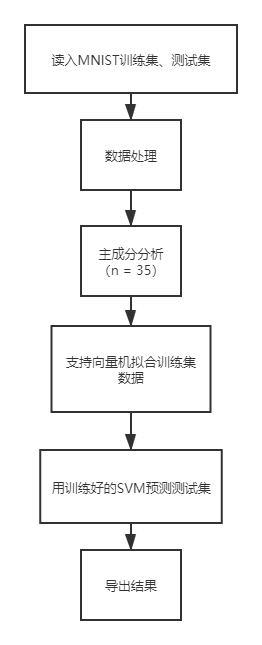 读入MNIST训练集、测试集
数据处理
主成分分析
（n = 35）
支持向量机拟合训练集
数据
用训练好的SVM预测测试集
导出结果